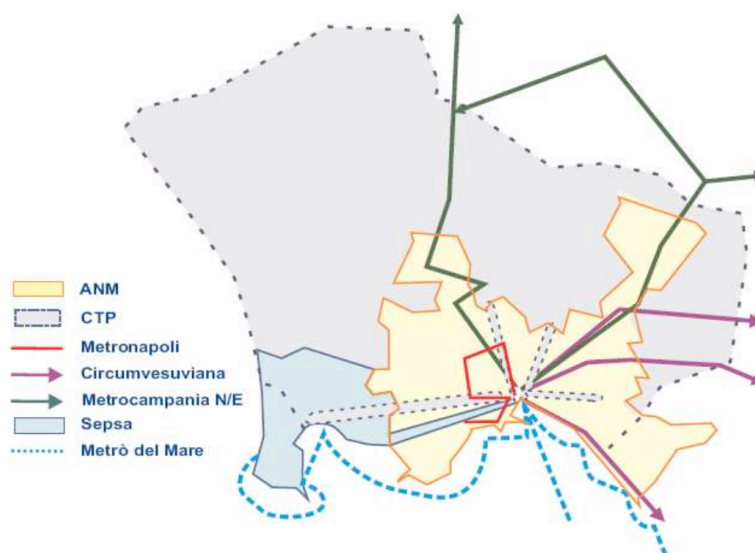 ANM
CTP
Metronapoli
Circumvesuviana
Metrocampania N/E
Sepsa
Metrò del Mare